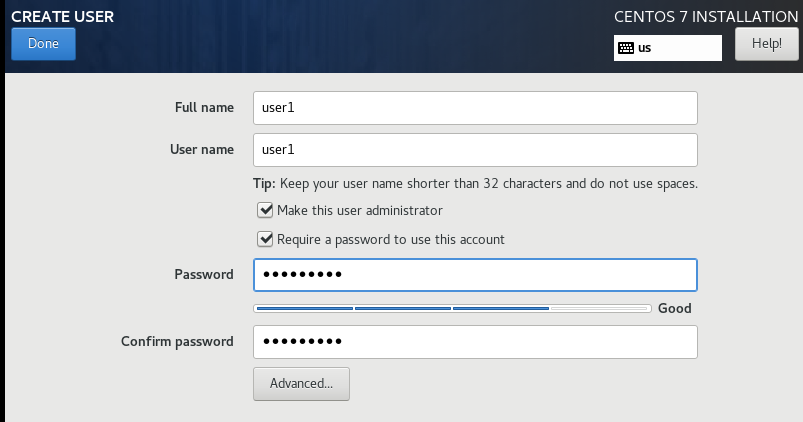 CREATE USER
CENTOS 7 INSTALLATION
Done
us
Help!
Full name
user1
User name
user1
Tip: Keep your user name shorter than 32 characters and do not use spaces.
Make this user administrator
Require a password to use this account
Password
●●●●●●●●●
Good
Confirm password
●●●●●●●●●
Advanced...